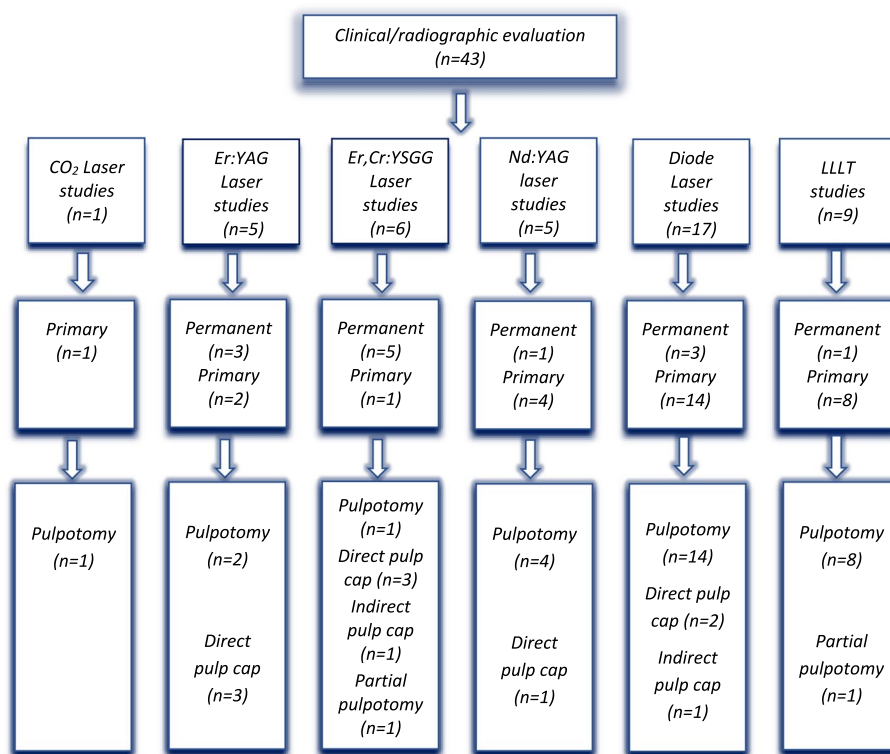 Clinical/radiographic evaluation
(n=43)
CO₂ Laser
studies
(n=1)
Er:YAG
Laser
studies
(n=5)
Er,Cr:YSGG
Laser
studies
(n=6)
Nd:YAG
laser
studies
(n=5)
Diode
Laser
studies
(n=17)
LLLT
studies
(n=9)
Primary
(n=1)
Permanent
(n=3)
Primary
(n=2)
Permanent
(n=5)
Primary
(n=1)
Permanent
(n=1)
Primary
(n=4)
Permanent
(n=3)
Primary
(n=14)
Permanent
(n=1)
Primary
(n=8)
Pulpotomy
(n=1)
Pulpotomy
(n=2)
Direct
pulp cap
(n=3)
Pulpotomy
(n=1)
Direct pulp
cap (n=3)
Indirect
pulp cap
(n=1)
Partial
pulpotomy
(n=1)
Pulpotomy
(n=4)
Direct
pulp cap
(n=1)
Pulpotomy
(n=14)
Direct pulp
cap (n=2)
Indirect
pulp cap
(n=1)
Pulpotomy
(n=8)
Partial
pulpotomy
(n=1)